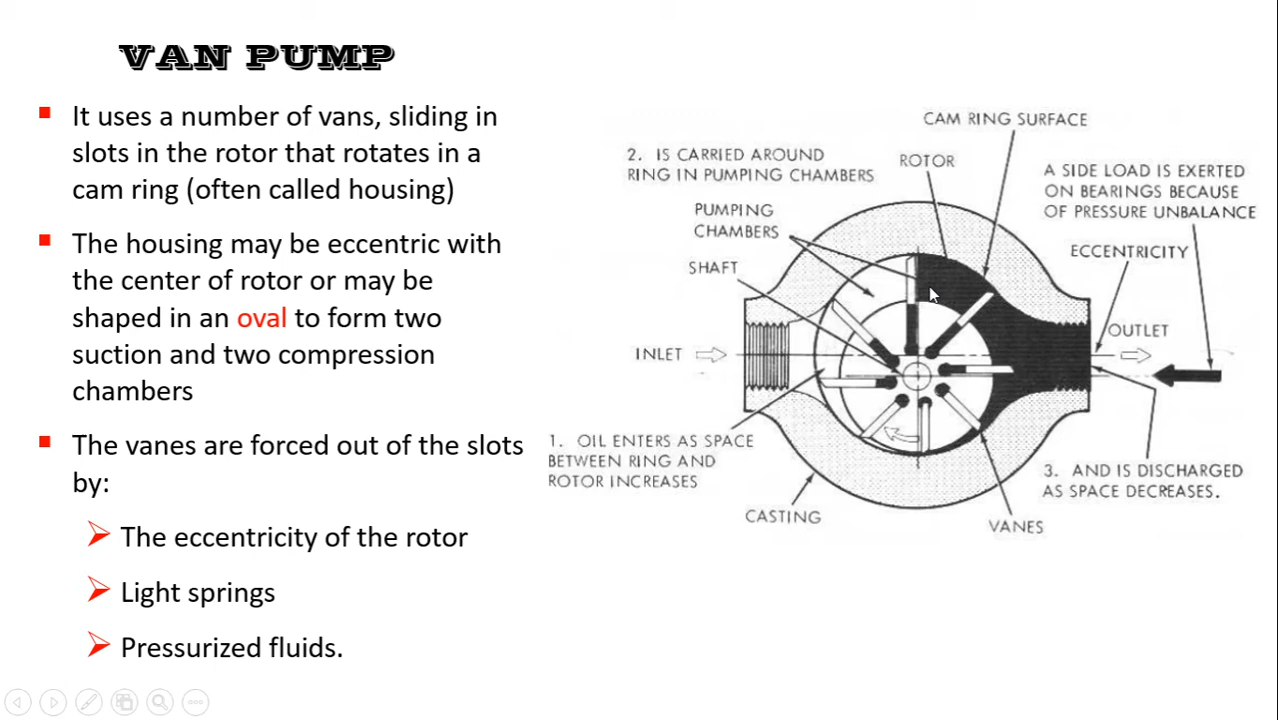 VAN PUMP
It uses a number of vans, sliding in
slots in the rotor that rotates in a
cam ring (often called housing)
The housing may be eccentric with
the center of rotor or may be
shaped in an oval to form two
suction and two compression
chambers
The vanes are forced out of the slots
by:
The eccentricity of the rotor
Light springs
Pressurized fluids.
CAM RING SURFACE
2. IS CARRIED AROUND
RING IN PUMPING CHAMBERS
ROTOR
A SIDE LOAD IS EXERTED
ON BEARINGS BECAUSE
OF PRESSURE UNBALANCE
PUMPING
CHAMBERS
ECCENTRICITY
SHAFT
OUTLET
INLET
1. OIL ENTERS AS SPACE
BETWEEN RING AND
ROTOR INCREASES
3. AND IS DISCHARGED
AS SPACE DECREASES.
CASTING
VANES